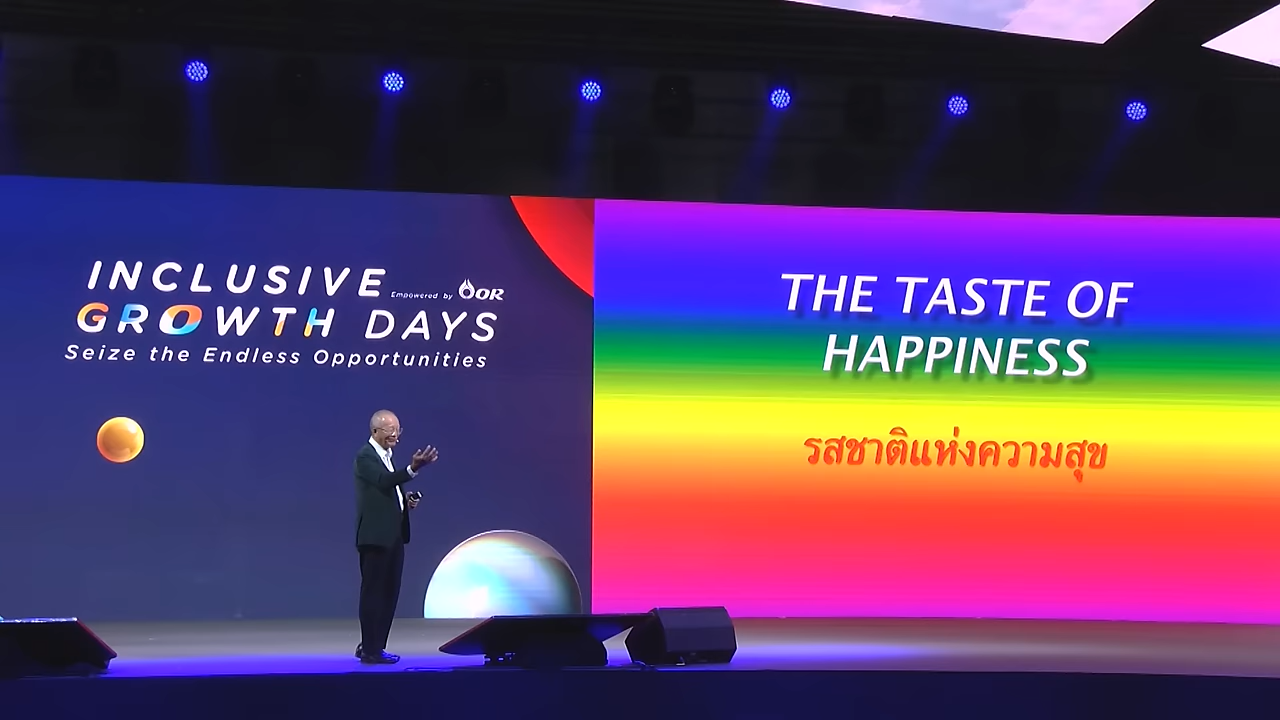 INCLUSIVE
Empowered by OR
GROWTH DAYS
Seize the Endless Opportunities
THE TASTE OF
HAPPINESS
รสชาติแห่งความสุข